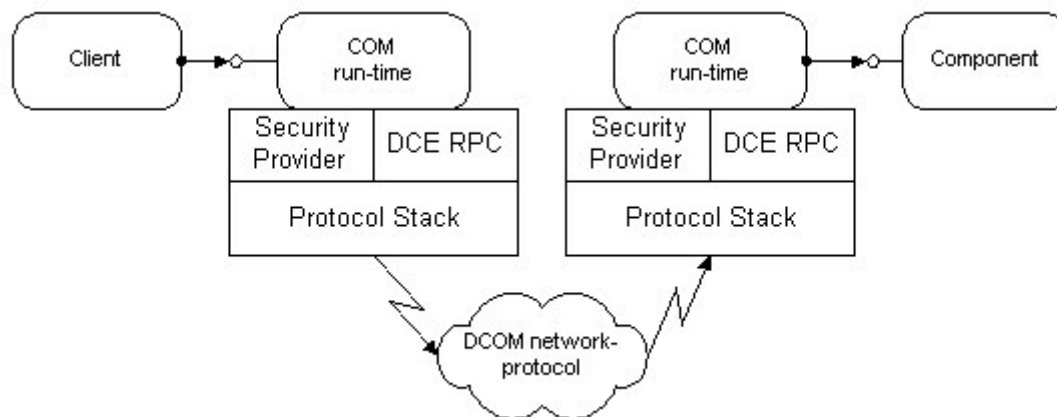 Client
COM
run-time
COM
run-time
Component
Security
Provider
DCE RPC
Security
Provider
DCE RPC
Protocol Stack
Protocol Stack
DCOM network-
protocol